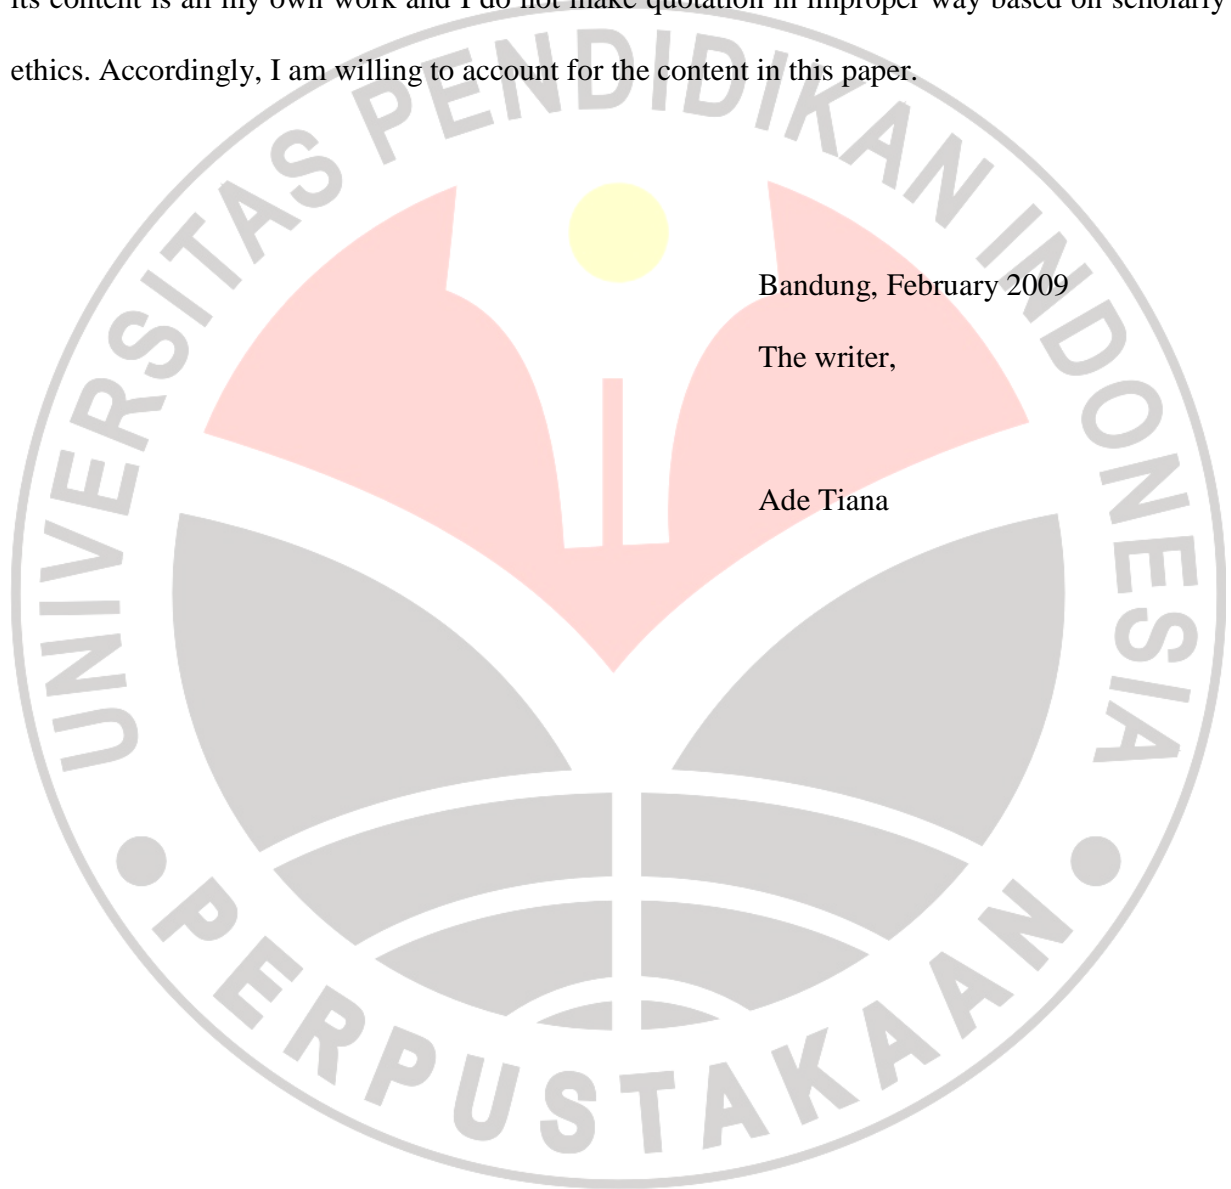 its content is all my own work and I do not make quotation in improper way based on scholarly
ethics. Accordingly, I am willing to account for the content in this paper.
Bandung, February 2009
The writer,
Ade Tiana
UNIVERSITAS PENDIDIKAN INDONESIA
PERPUSTAKAAN